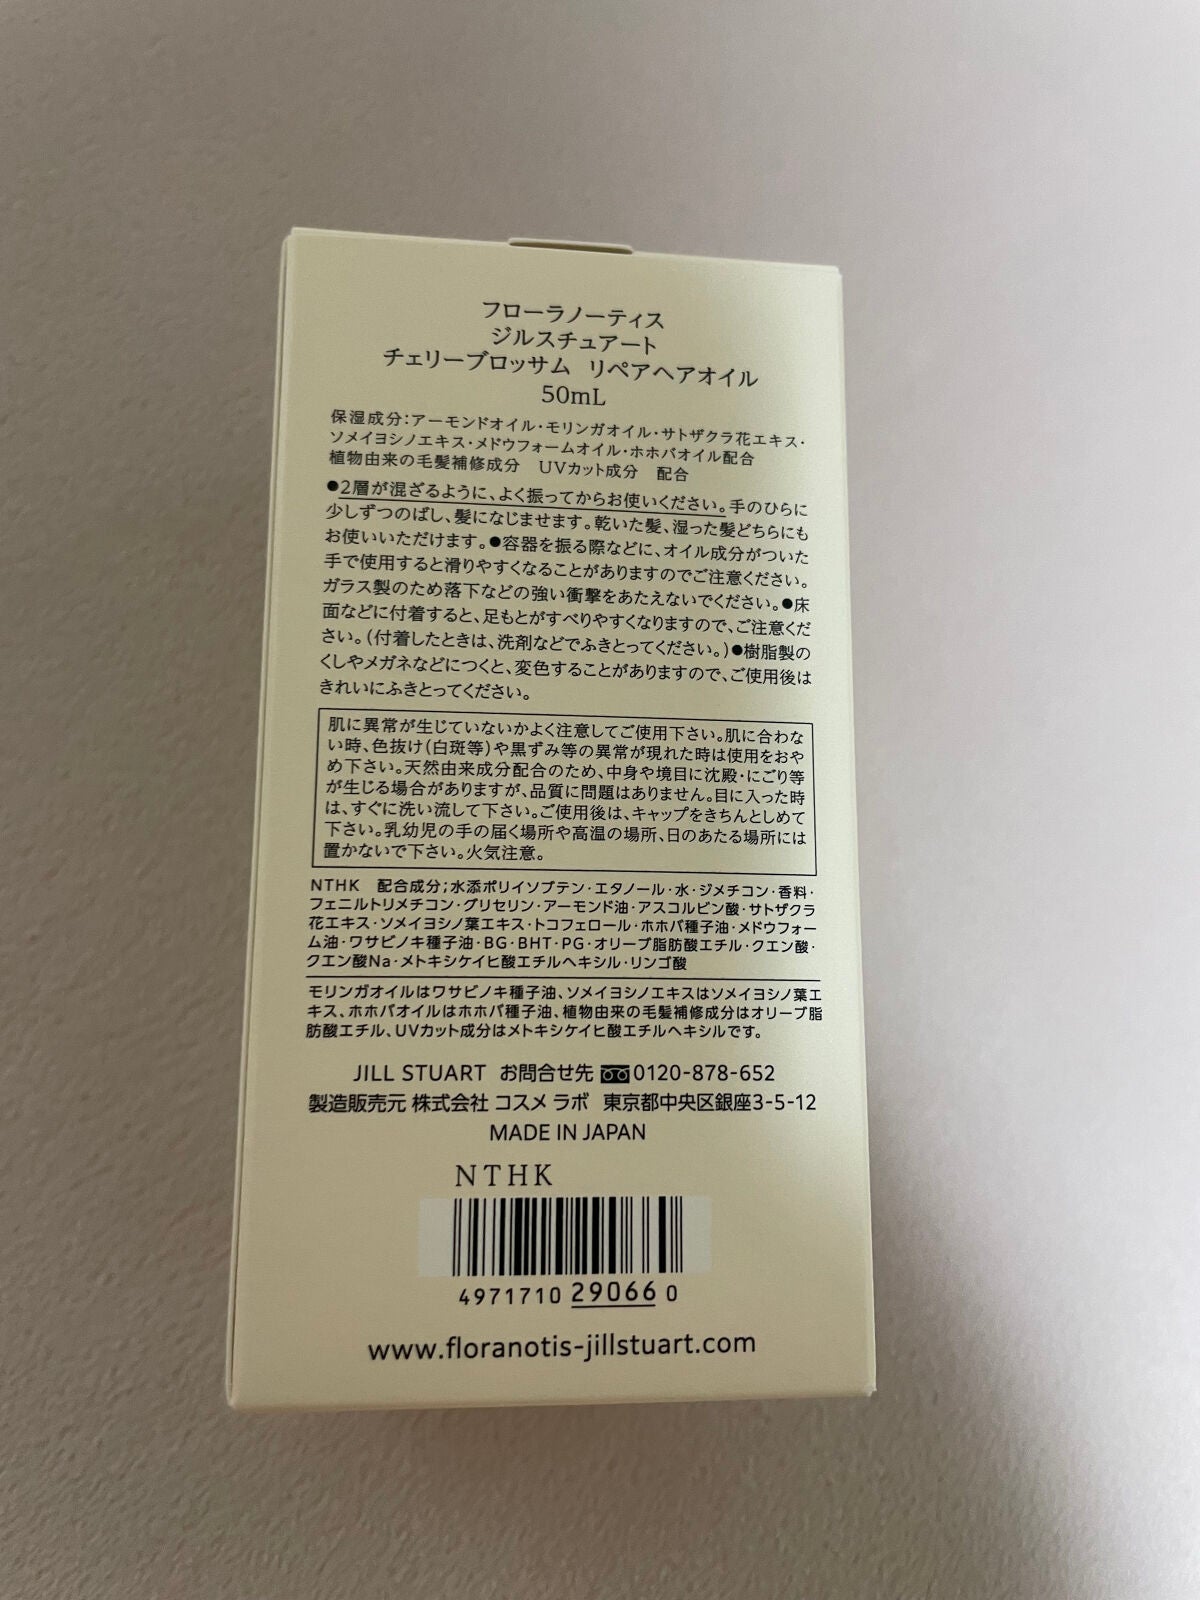 フローラノーティス
ジルスチュアート
チェリーブロッサム リペアヘアオイル
50mL
保湿成分：アーモンドオイル・モリンガオイル・サトザクラ花エキス・
ソメイヨシノエキス・メドウフォームオイル・ホホバオイル配合
植物由来の毛髪補修成分 UVカット成分 配合
●2層が混ざるように、よく振ってからお使いください。手のひらに
少しずつのばし、髪になじませます。乾いた髪、湿った髪どちらにも
お使いいただけます。●容器を振る際などに、オイル成分がついた
手で使用すると滑りやすくなることがありますのでご注意ください。
ガラス製のため落下などの強い衝撃をあたえないでください。●床
面などに付着すると、足もとがすべりやすくなりますので、ご注意くだ
さい。（付着したときは、洗剤などでふきとってください。）●樹脂製の
くしやメガネなどにつくと、変色することがありますので、ご使用後は
きれいにふきとってください。
肌に異常が生じていないかよく注意してご使用下さい。肌に合わな
い時、色抜け（白斑等）や黒ずみ等の異常が現れた時は使用をおや
め下さい。天然由来成分配合のため、中身や境目に沈殿・にごり等
が生じる場合がありますが、品質に問題はありません。目に入った時
は、すぐに洗い流して下さい。ご使用後は、キャップをきちんとしめて
下さい。乳幼児の手の届く場所や高温の場所、日のあたる場所には
置かないで下さい。火気注意。
NTHK 配合成分；水添ポリイソブテン・エタノール・水・ジメチコン・香料・
フェニルトリメチコン・グリセリン・アーモンド油・アスコルビン酸・サトザクラ
花エキス・ソメイヨシノ葉エキス・トコフェロール・ホホバ種子油・メドウフォー
ム油・ワサビノキ種子油・BG・BHT・PG・オリーブ脂肪酸エチル・クエン酸・
クエン酸Na・メトキシケイヒ酸エチルヘキシル・リンゴ酸
モリンガオイルはワサビノキ種子油、ソメイヨシノエキスはソメイヨシノ葉エ
キス、ホホバオイルはホホバ種子油、植物由来の毛髪補修成分はオリーブ脂
肪酸エチル、UVカット成分はメトキシケイヒ酸エチルヘキシルです。
JILL STUART お問合せ先 0120-878-652
製造販売元 株式会社 コスメ ラボ 東京都中央区銀座3-5-12
MADE IN JAPAN
NTHK
4971710 29066 0
www.floranotis-jillstuart.com